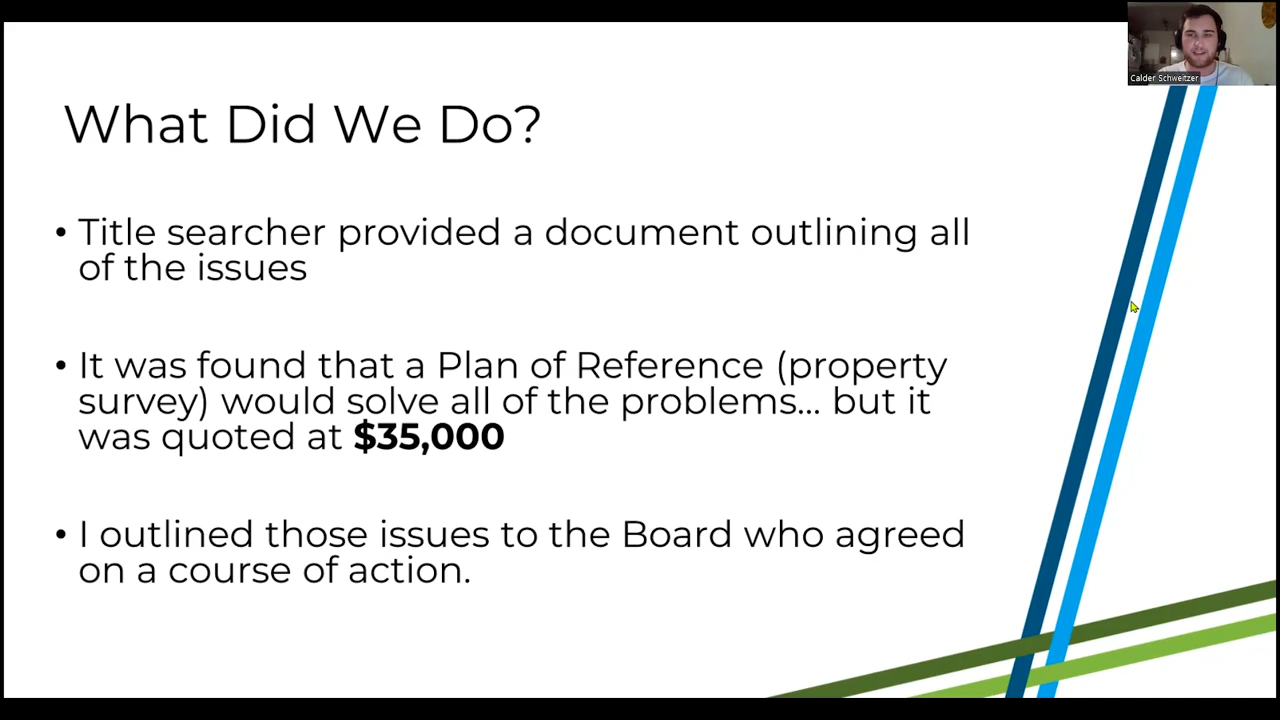 Calder Schweitzer
What Did We Do?
• Title searcher provided a document outlining all
of the issues
• It was found that a Plan of Reference (property
survey) would solve all of the problems... but it
was quoted at $35,000
• I outlined those issues to the Board who agreed
on a course of action.